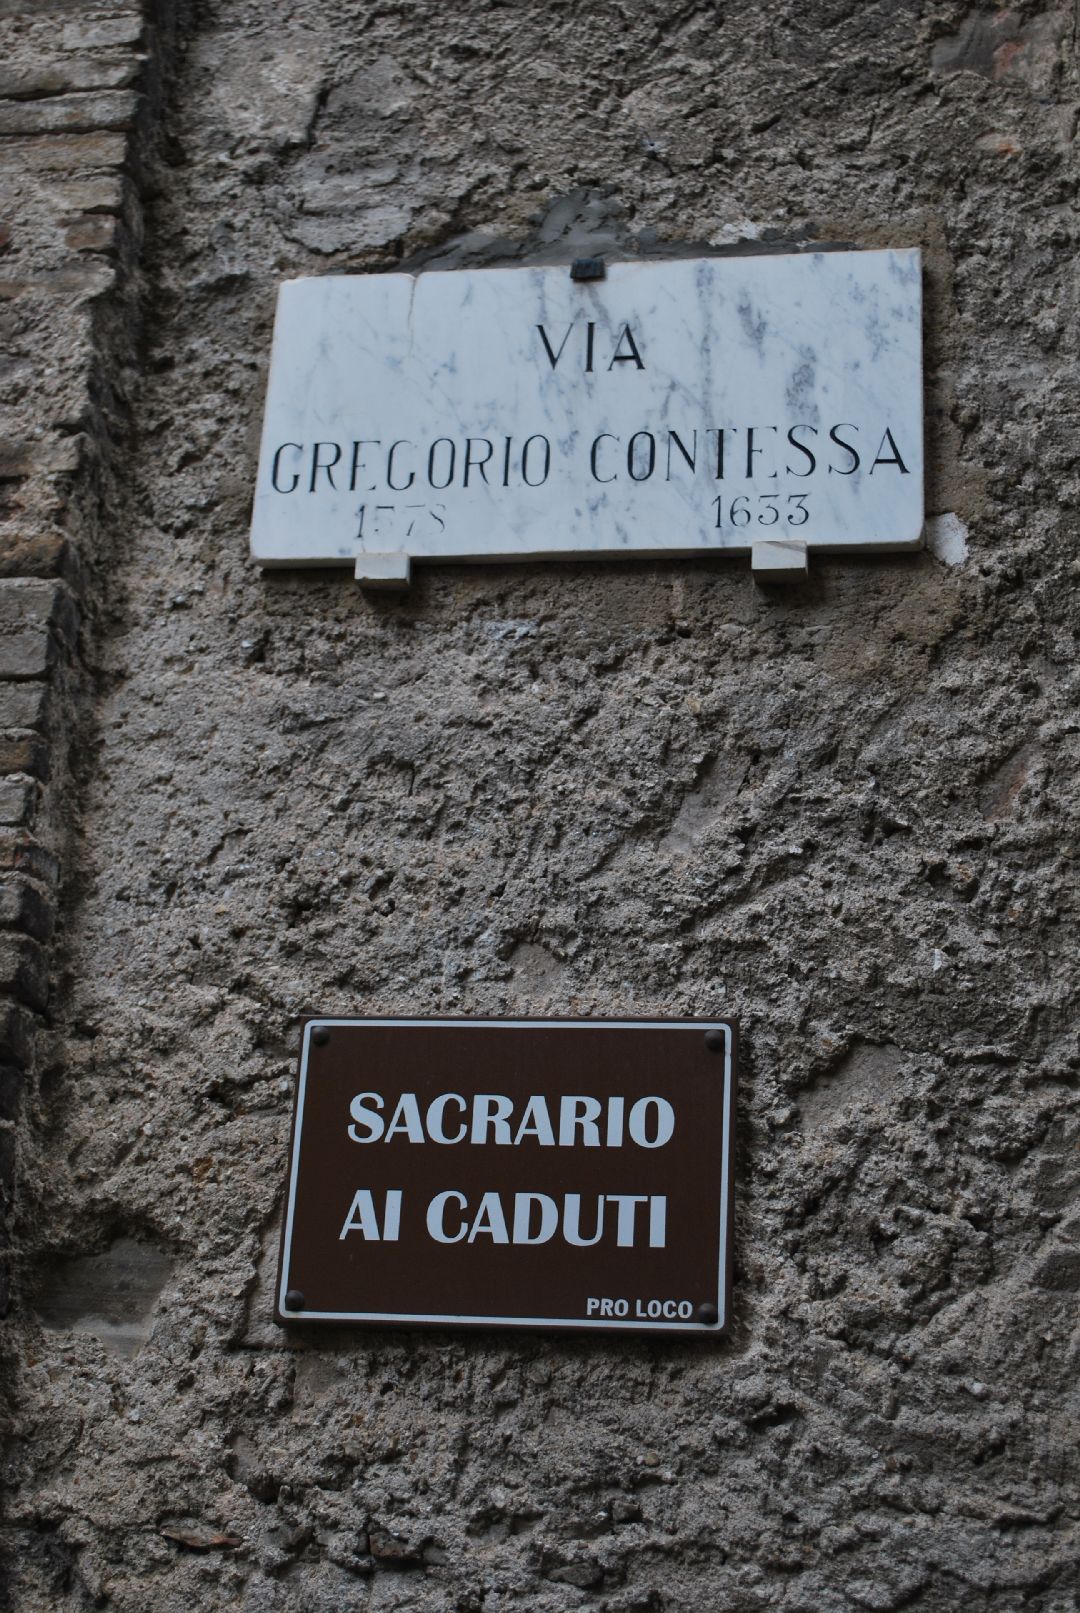 VIA
GREGORIO CONTESSA
1578 1633
SACRARIO
AI CADUTI
PRO LOCO